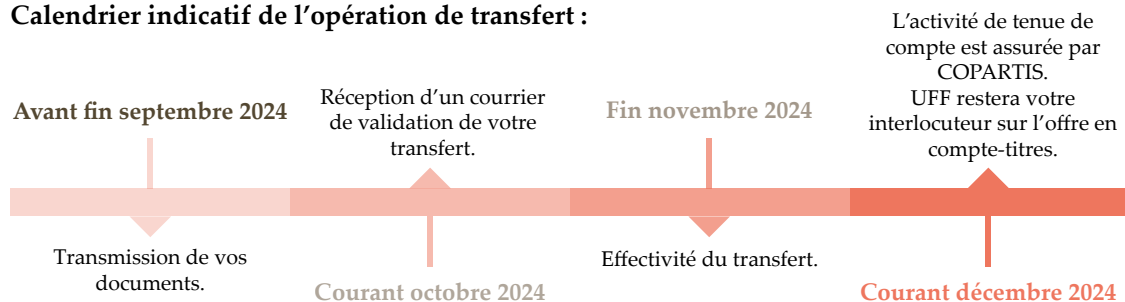 Calendrier indicatif de l’opération de transfert :
Avant fin septembre 2024
Transmission de vos
documents.
Réception d’un courrier
de validation de votre
transfert.
Courant octobre 2024
Fin novembre 2024
Effectivité du transfert.
L’activité de tenue de
compte est assurée par
COPARTIS.
UFF restera votre
interlocuteur sur l’offre en
compte-titres.
Courant décembre 2024